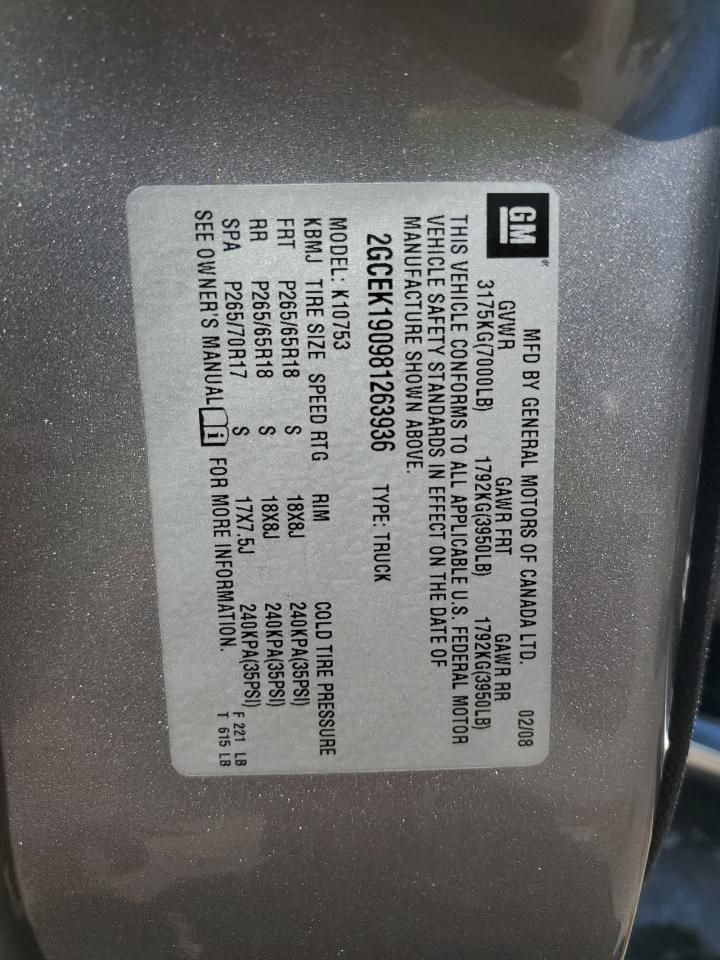 GM ®
MFD BY GENERAL MOTORS OF CANADA LTD. 02/08
GVWR GAWR FRT GAWR RR
3175KG(7000LB) 1792KG(3950LB) 1792KG(3950LB)
THIS VEHICLE CONFORMS TO ALL APPLICABLE U.S. FEDERAL MOTOR
VEHICLE SAFETY STANDARDS IN EFFECT ON THE DATE OF
MANUFACTURE SHOWN ABOVE.
2GCEK190981263936 TYPE: TRUCK
MODEL: K10753
KBMJ TIRE SIZE SPEED RTG RIM COLD TIRE PRESSURE
FRT P265/65R18 S 18X8J 240KPA(35PSI)
RR P265/65R18 S 18X8J 240KPA(35PSI)
SPA P265/70R17 S 17X7.5J 240KPA(35PSI) F 221 LB
SEE OWNER'S MANUAL i FOR MORE INFORMATION. T 615 LB